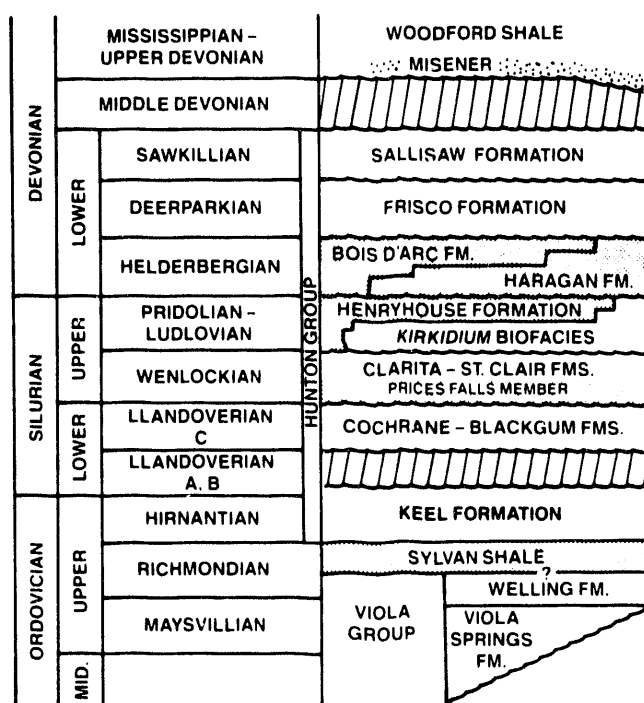 MISSISSIPPIAN –
UPPER DEVONIAN
WOODFORD SHALE
MISENER
MIDDLE DEVONIAN
DEVONIAN
LOWER
SAWKILLIAN
SALLISAW FORMATION
DEERPARKIAN
FRISCO FORMATION
HELDERBERGIAN
BOIS D'ARC FM.
HARAGAN FM.
HUNTON GROUP
SILURIAN
UPPER
PRIDOLIAN –
LUDLOVIAN
HENRYHOUSE FORMATION
KIRKIDIUM BIOFACIES
WENLOCKIAN
CLARITA – ST. CLAIR FMS.
PRICES FALLS MEMBER
LOWER
LLANDOVERIAN
C
COCHRANE – BLACKGUM FMS.
LLANDOVERIAN
A, B
ORDOVICIAN
UPPER
HIRNANTIAN
KEEL FORMATION
RICHMONDIAN
SYLVAN SHALE
?
WELLING FM.
MAYSVILLIAN
VIOLA
GROUP
VIOLA
SPRINGS
FM.
MID.